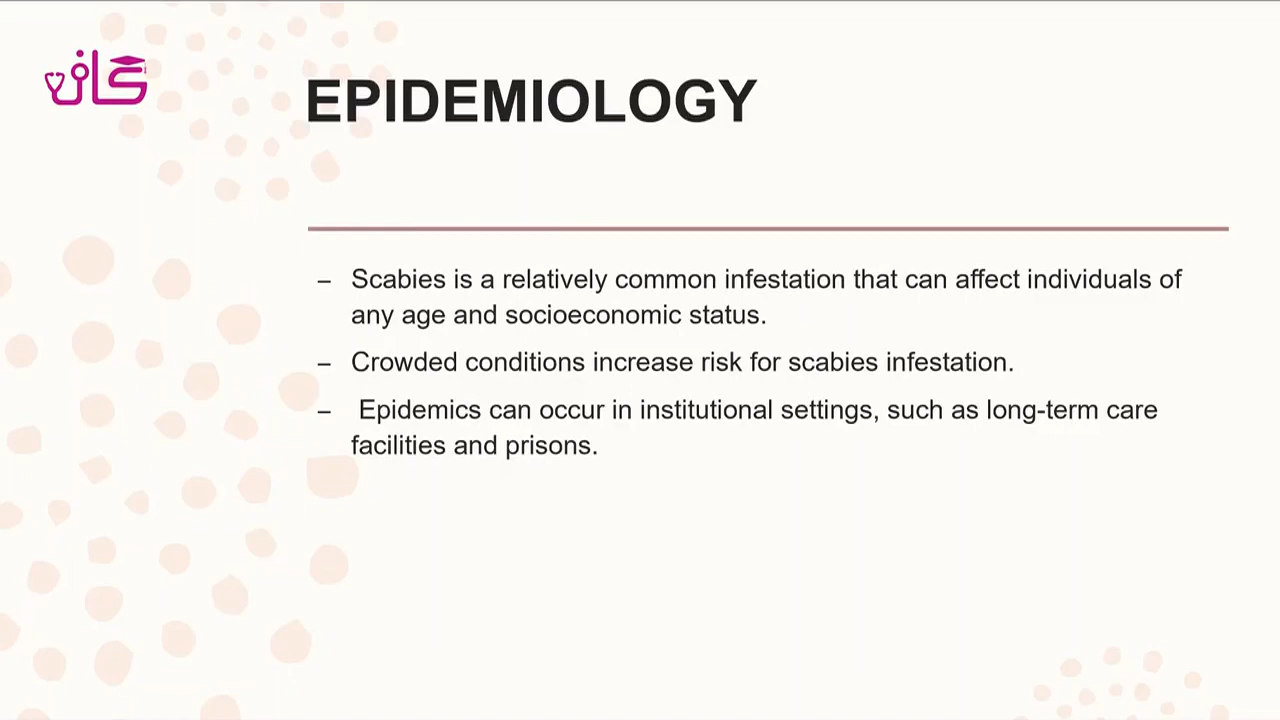 كان
EPIDEMIOLOGY
– Scabies is a relatively common infestation that can affect individuals of
any age and socioeconomic status.
– Crowded conditions increase risk for scabies infestation.
– Epidemics can occur in institutional settings, such as long-term care
facilities and prisons.